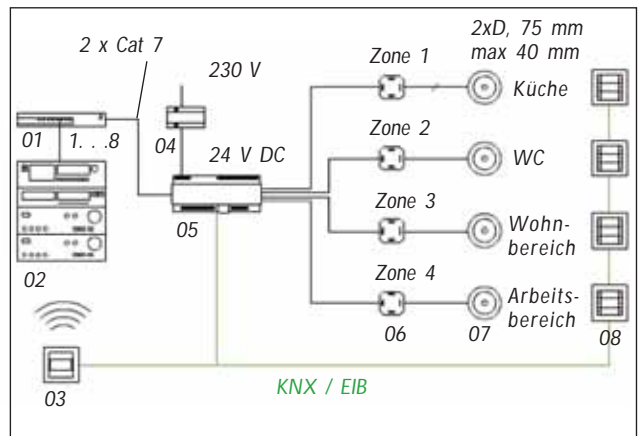 2 x Cat 7
230 V
Zone 1
2xD, 75 mm
max 40 mm
Küche
01
1. . .8
04
24 V DC
Zone 2
WC
05
Zone 3
Wohn-
bereich
02
Zone 4
Arbeits-
bereich
06
07
08
03
KNX / EIB